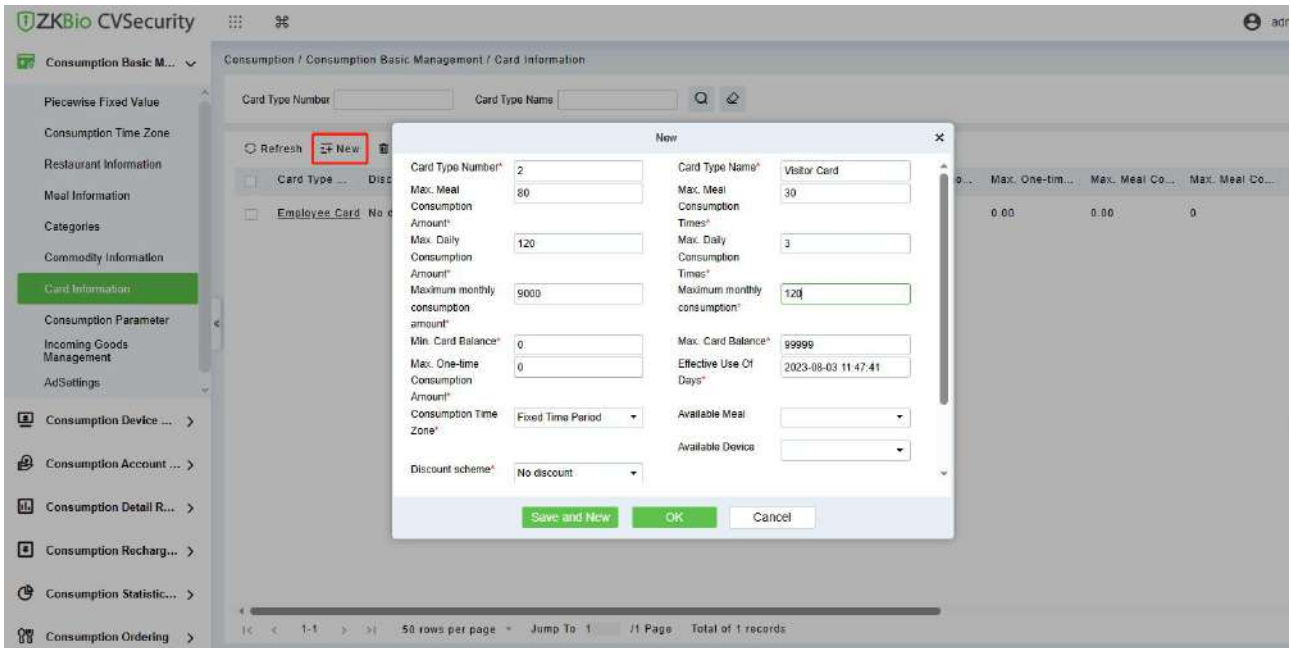 ZKBio CVSecurity
adm
Consumption Basic M...
Consumption / Consumption Basic Management / Card Information
Piecewise Fixed Value
Consumption Time Zone
Restaurant Information
Meal Information
Categories
Commodity Information
Card Information
Consumption Parameter
Incoming Goods
Management
AdSettings
Consumption Device ...
Consumption Account ...
Consumption Detail R...
Consumption Recharg...
Consumption Statistic...
Consumption Ordering
Card Type Number
Card Type Name
Refresh
New
Card Type ...
Disc
Max. One-tim...
Max. Meal Co...
Max. Meal Co...
Employee Card
No d
0.00
0.00
0
New
Card Type Number*
2
Card Type Name*
Visitor Card
Max. Meal
Consumption
Amount*
80
Max. Meal
Consumption
Times*
30
Max. Daily
Consumption
Amount*
120
Max. Daily
Consumption
Times*
3
Maximum monthly
consumption
amount*
9000
Maximum monthly
consumption*
120
Min. Card Balance*
0
Max. Card Balance*
99999
Max. One-time
Consumption
Amount*
0
Effective Use Of
Days*
2023-08-03 11:47:41
Consumption Time
Zone*
Fixed Time Period
Available Meal
Available Device
Discount scheme*
No discount
Save and New
OK
Cancel
1-1
50 rows per page
Jump To 1 /1 Page
Total of 1 records